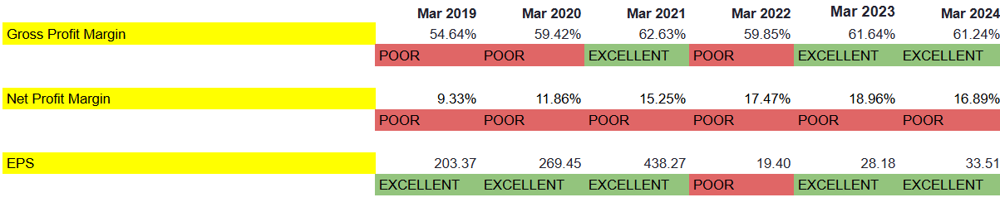 Mar 2019 Mar 2020 Mar 2021 Mar 2022 Mar 2023 Mar 2024
Gross Profit Margin 54.64% 59.42% 62.63% 59.85% 61.64% 61.24%
POOR POOR EXCELLENT POOR EXCELLENT EXCELLENT
Net Profit Margin 9.33% 11.86% 15.25% 17.47% 18.96% 16.89%
POOR POOR POOR POOR POOR POOR
EPS 203.37 269.45 438.27 19.40 28.18 33.51
EXCELLENT EXCELLENT EXCELLENT POOR EXCELLENT EXCELLENT